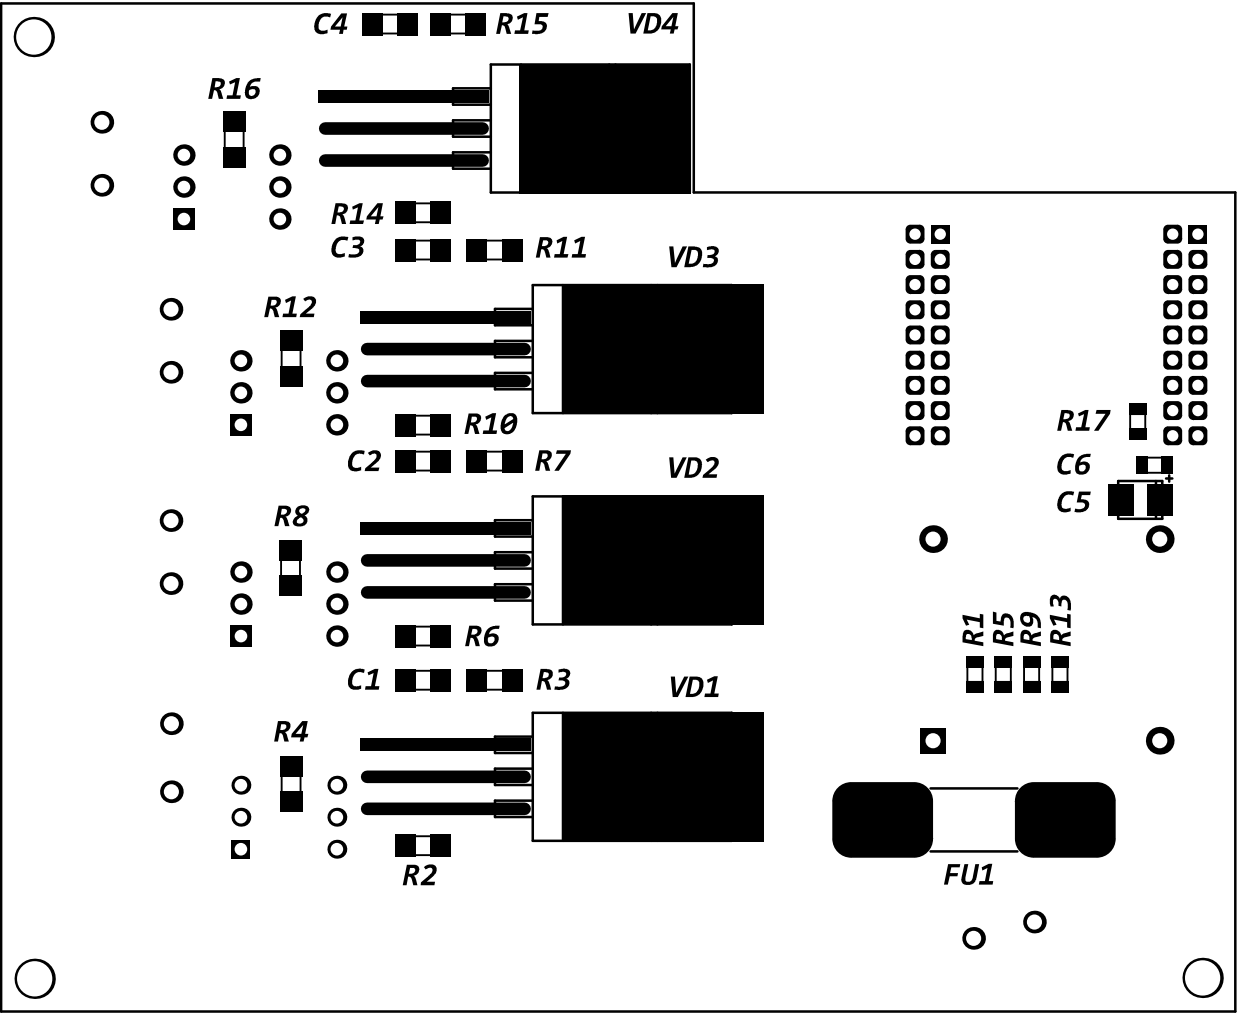 C4 R15 VD4
R16
R14
C3 R11 VD3
R12
R10
C2 R7 VD2
R17
C6
+
C5
R8
R6
R1 R5 R9 R13
C1 R3 VD1
R4
R2
FU1